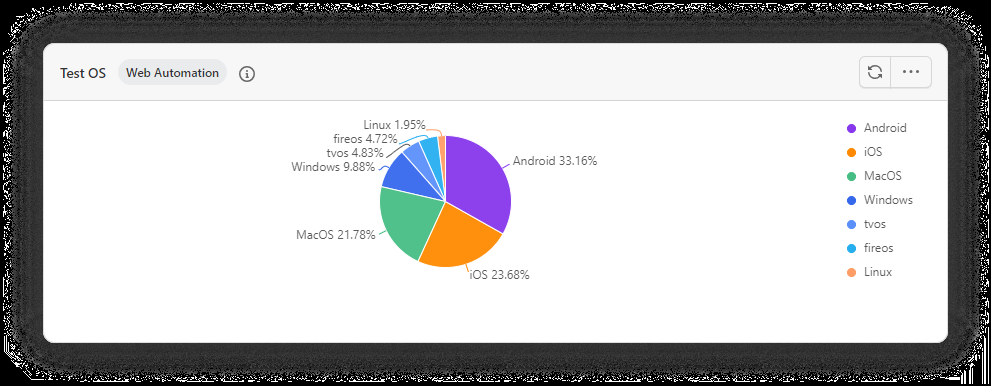 Test OS Web Automation
Linux 1.95%
fireos 4.72%
tvos 4.83%
Windows 9.88%
Android 33.16%
MacOS 21.78%
iOS 23.68%
Android
iOS
MacOS
Windows
tvos
fireos
Linux